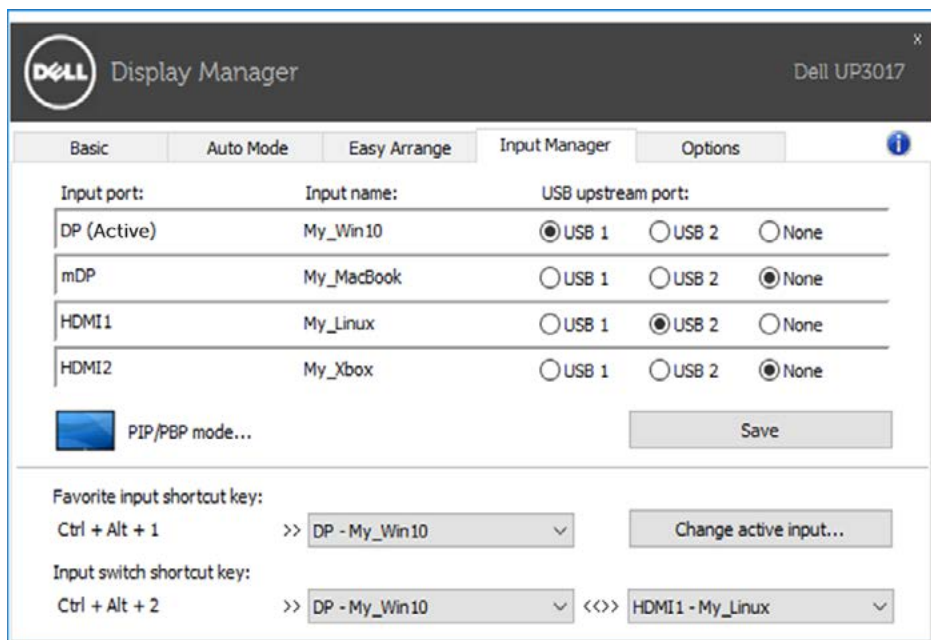 x
DELL Display Manager Dell UP3017
Basic Auto Mode Easy Arrange Input Manager Options i
Input port: Input name: USB upstream port:
DP (Active) My_Win10 USB 1 USB 2 None
mDP My_MacBook USB 1 USB 2 None
HDMI1 My_Linux USB 1 USB 2 None
HDMI2 My_Xbox USB 1 USB 2 None
PIP/PBP mode... Save
Favorite input shortcut key:
Ctrl + Alt + 1 >> DP - My_Win10 Change active input...
Input switch shortcut key:
Ctrl + Alt + 2 >> DP - My_Win10 <<>> HDMI1 - My_Linux